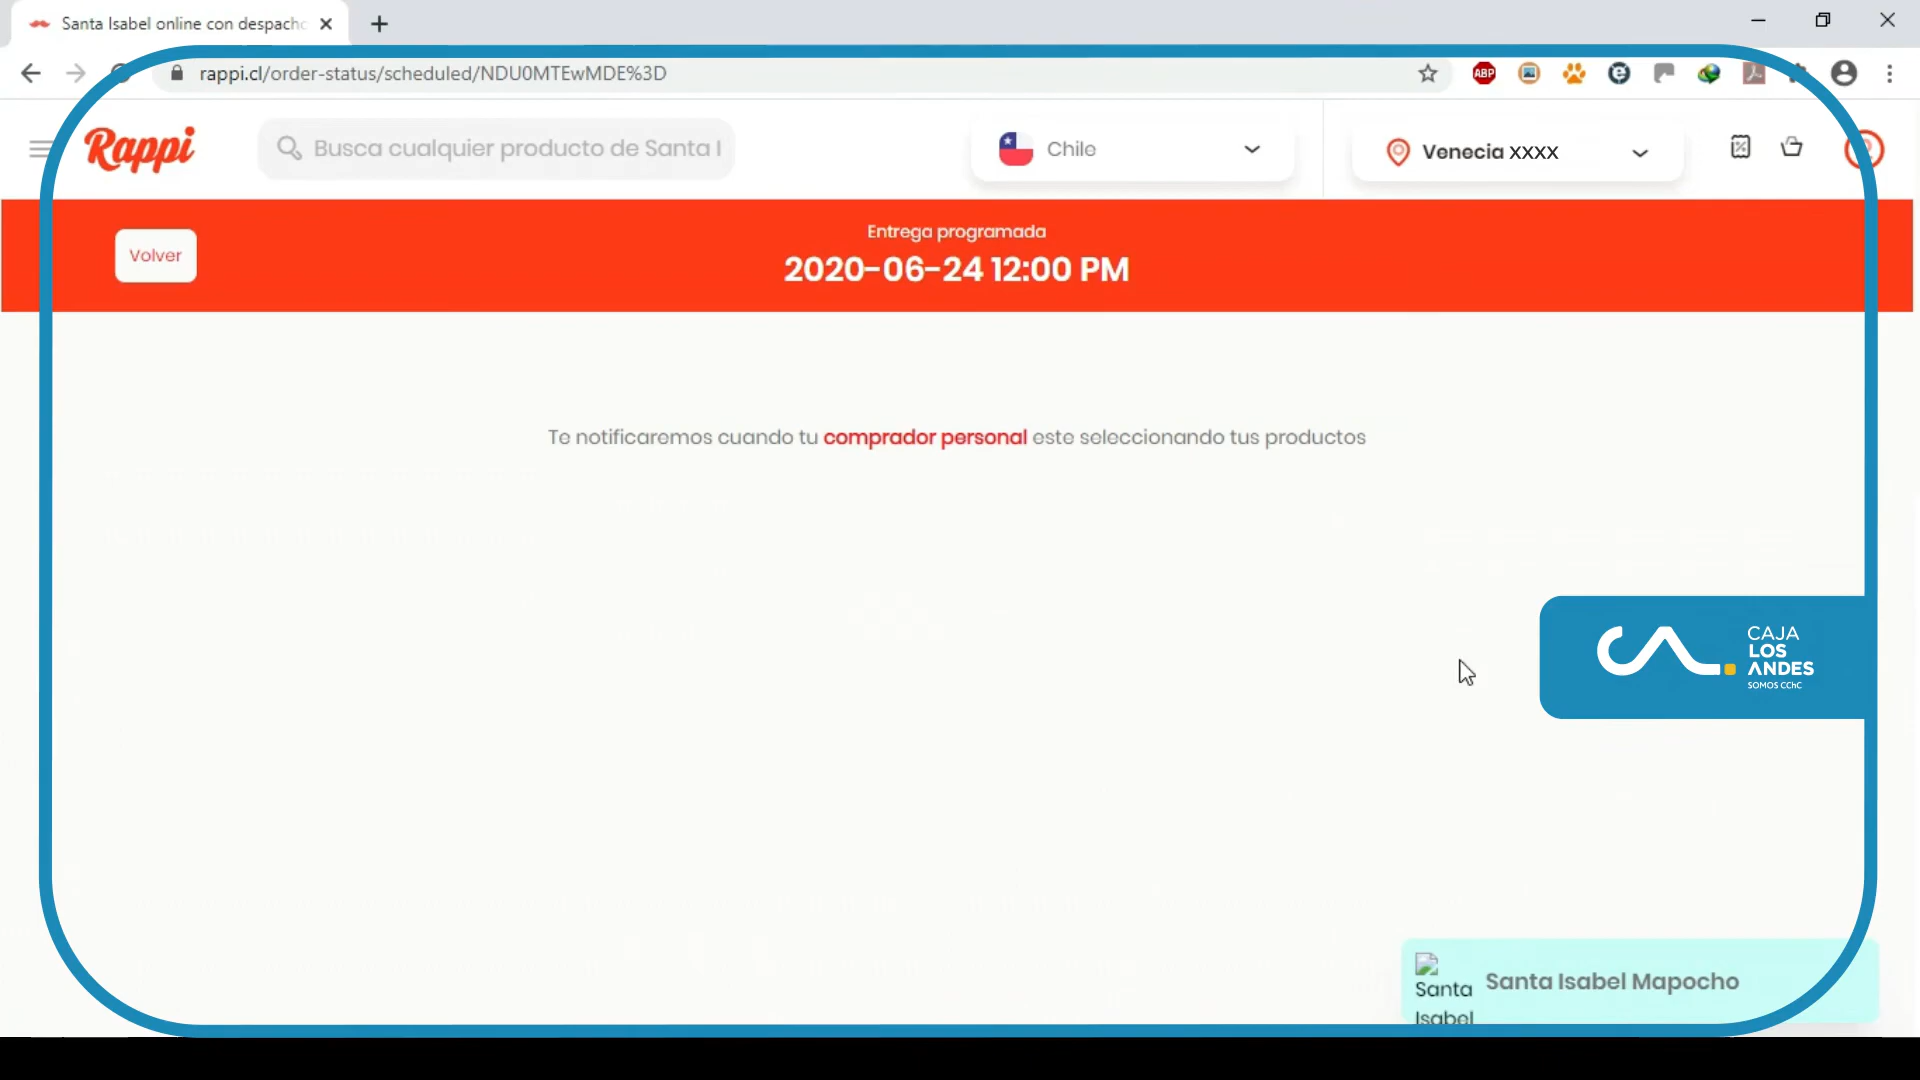 Santa Isabel online con despacho
rappi.cl/order-status/scheduled/NDU0MTEwMDE%3D
ABP
Rappi
Busca cualquier producto de Santa I
Chile
Venecia XXXX
Volver
Entrega programada
2020-06-24 12:00 PM
Te notificaremos cuando tu comprador personal este seleccionando tus productos
CAJA
LOS
ANDES
SOMOS CChC
Santa Isabel
Santa Isabel Mapocho